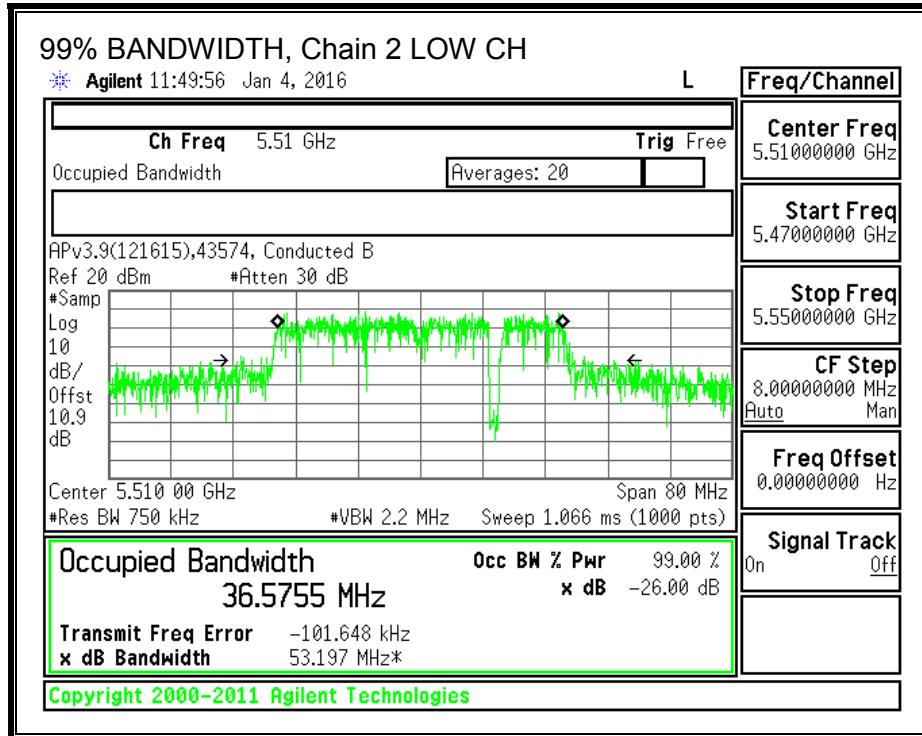 99% BANDWIDTH, Chain 2 LOW CH
Agilent 11:49:56 Jan 4, 2016 L
Ch Freq 5.51 GHz Trig Free
Occupied Bandwidth Averages: 20
APv3.9(121615),43574, Conducted B
Ref 20 dBm #Atten 30 dB
#Samp
Log
10
dB/
Offst
10.9
dB
Center 5.510 00 GHz Span 80 MHz
#Res BW 750 kHz #VBW 2.2 MHz Sweep 1.066 ms (1000 pts)
Occupied Bandwidth Occ BW % Pwr 99.00 %
36.5755 MHz x dB -26.00 dB
Transmit Freq Error -101.648 kHz
x dB Bandwidth 53.197 MHz*
Copyright 2000-2011 Agilent Technologies
Freq/Channel
Center Freq
5.51000000 GHz
Start Freq
5.47000000 GHz
Stop Freq
5.55000000 GHz
CF Step
8.00000000 MHz
Auto Man
Freq Offset
0.00000000 Hz
Signal Track
On Off